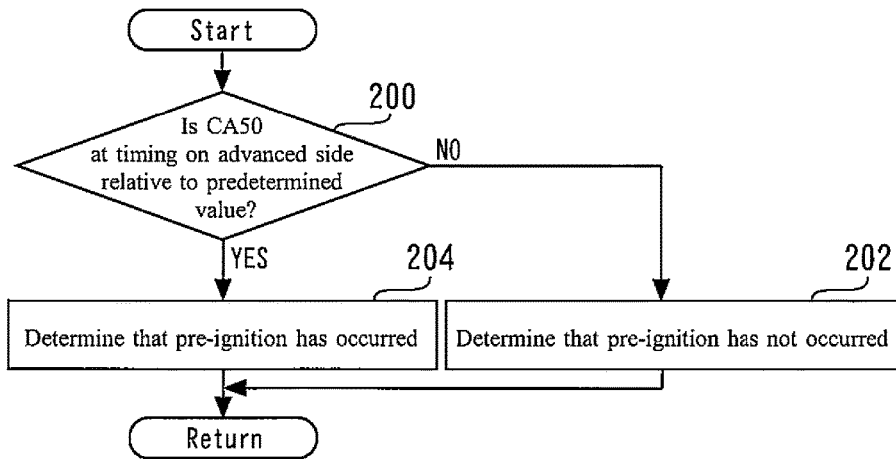 Start
200
Is CA50
at timing on advanced side
relative to predetermined
value?
NO
YES
204
202
Determine that pre-ignition has occurred
Determine that pre-ignition has not occurred
Return